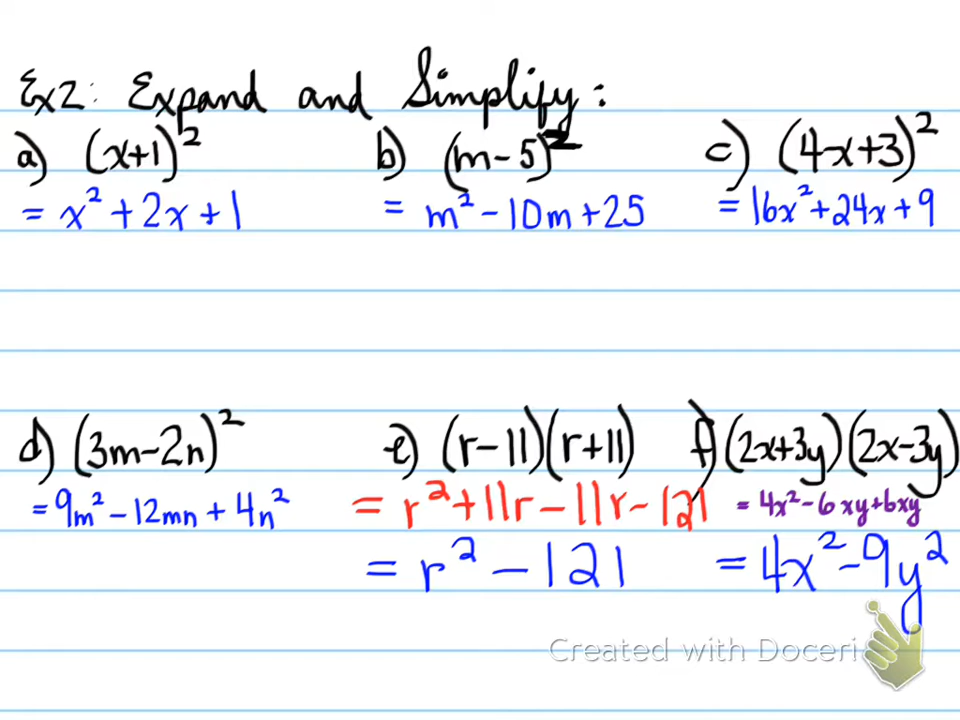 Ex2: Expand and Simplify:
a) (x+1)² b) (m-5)² c) (4x+3)²
= x² + 2x + 1 = m² - 10m + 25 = 16x² + 24x + 9
d) (3m-2n)² e) (r-11)(r+11) f) (2x+3y)(2x-3y)
= 9m² - 12mn + 4n² = r² + 11r - 11r - 121 = 4x² - 6xy + 6xy
= r² - 121 = 4x² - 9y²
Created with Doceri